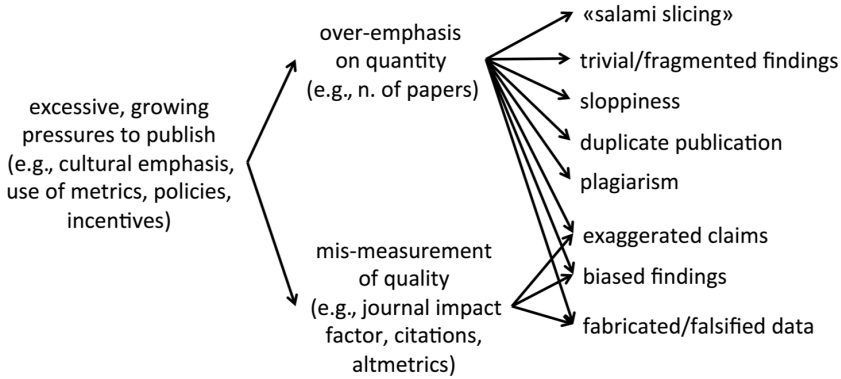 excessive, growing
pressures to publish
(e.g., cultural emphasis,
use of metrics, policies,
incentives)
over-emphasis
on quantity
(e.g., n. of papers)
mis-measurement
of quality
(e.g., journal impact
factor, citations,
altmetrics)
«salami slicing»
trivial/fragmented findings
sloppiness
duplicate publication
plagiarism
exaggerated claims
biased findings
fabricated/falsified data